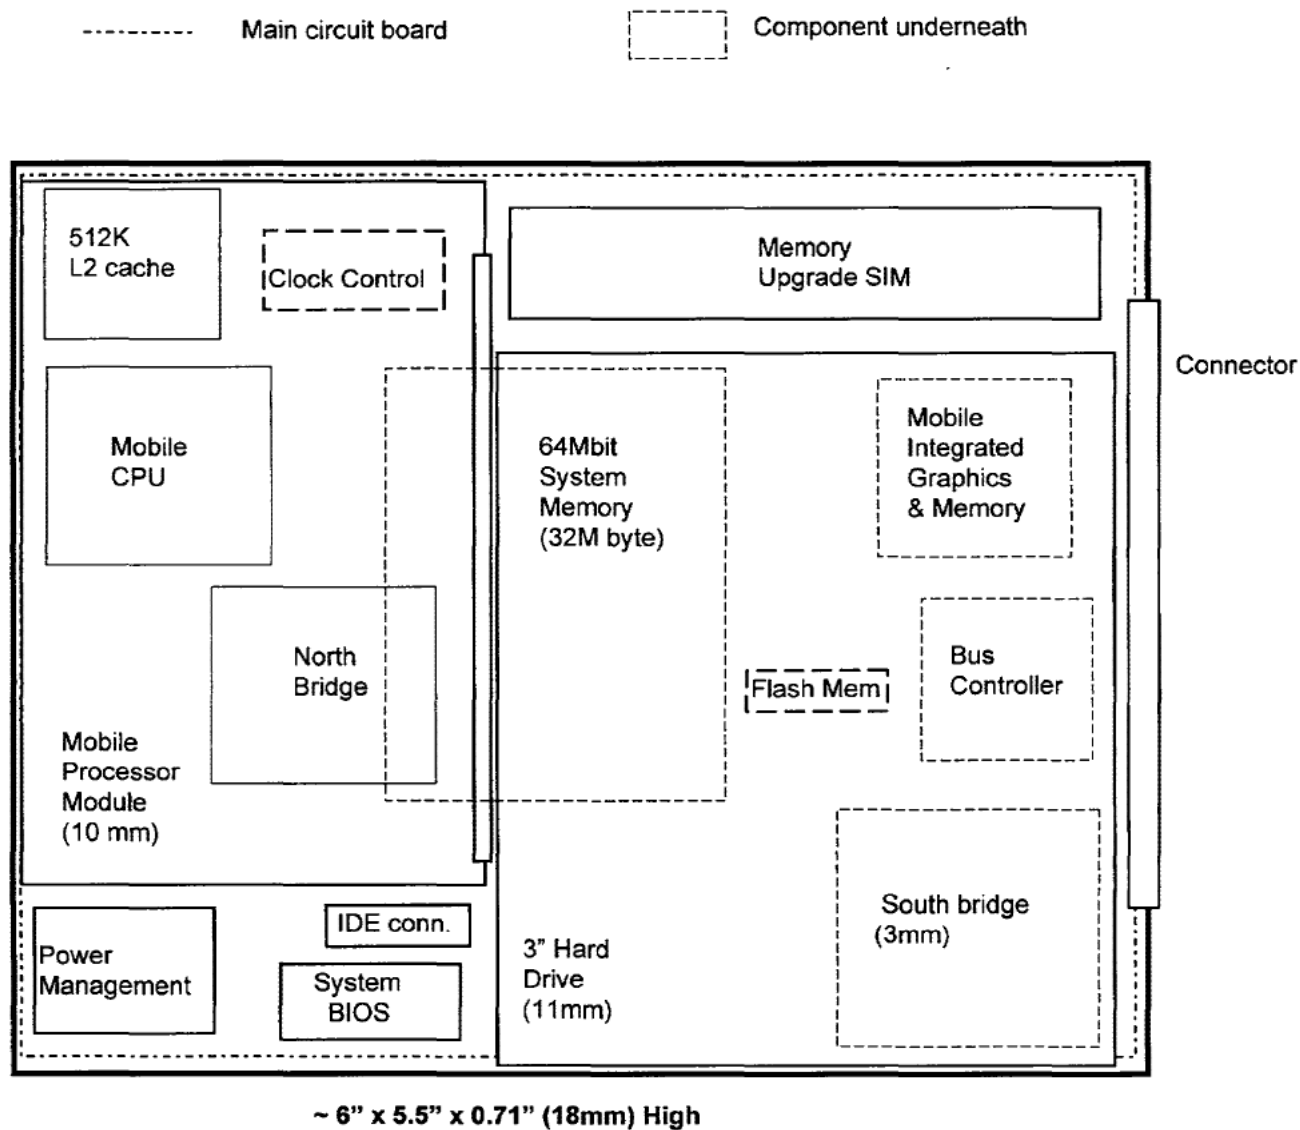 Main circuit board
Component underneath
512K
L2 cache
Clock Control
Memory
Upgrade SIM
Connector
Mobile
CPU
64Mbit
System
Memory
(32M byte)
Mobile
Integrated
Graphics
& Memory
North
Bridge
Flash Mem
Bus
Controller
Mobile
Processor
Module
(10 mm)
IDE conn.
Power
Management
System
BIOS
3" Hard
Drive
(11mm)
South bridge
(3mm)
~ 6" x 5.5" x 0.71" (18mm) High